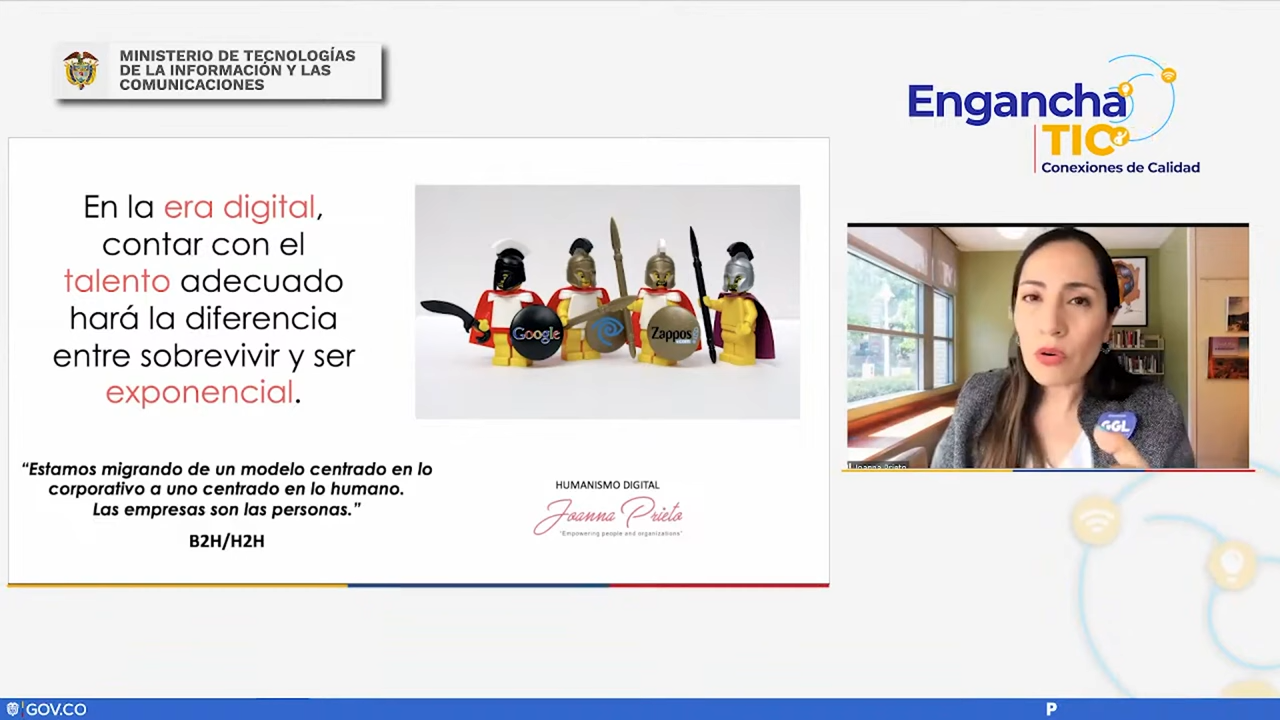 MINISTERIO DE TECNOLOGÍAS
DE LA INFORMACIÓN Y LAS
COMUNICACIONES
Engancha
TIC
Conexiones de Calidad
En la era digital,
contar con el
talento adecuado
hará la diferencia
entre sobrevivir y ser
exponencial.
Google
Zappos
“Estamos migrando de un modelo centrado en lo
corporativo a uno centrado en lo humano.
Las empresas son las personas.”
B2H/H2H
HUMANISMO DIGITAL
Joanna Prieto
"Empowering people and organizations"
GGL
Joanna Prieto
GOV.CO
P